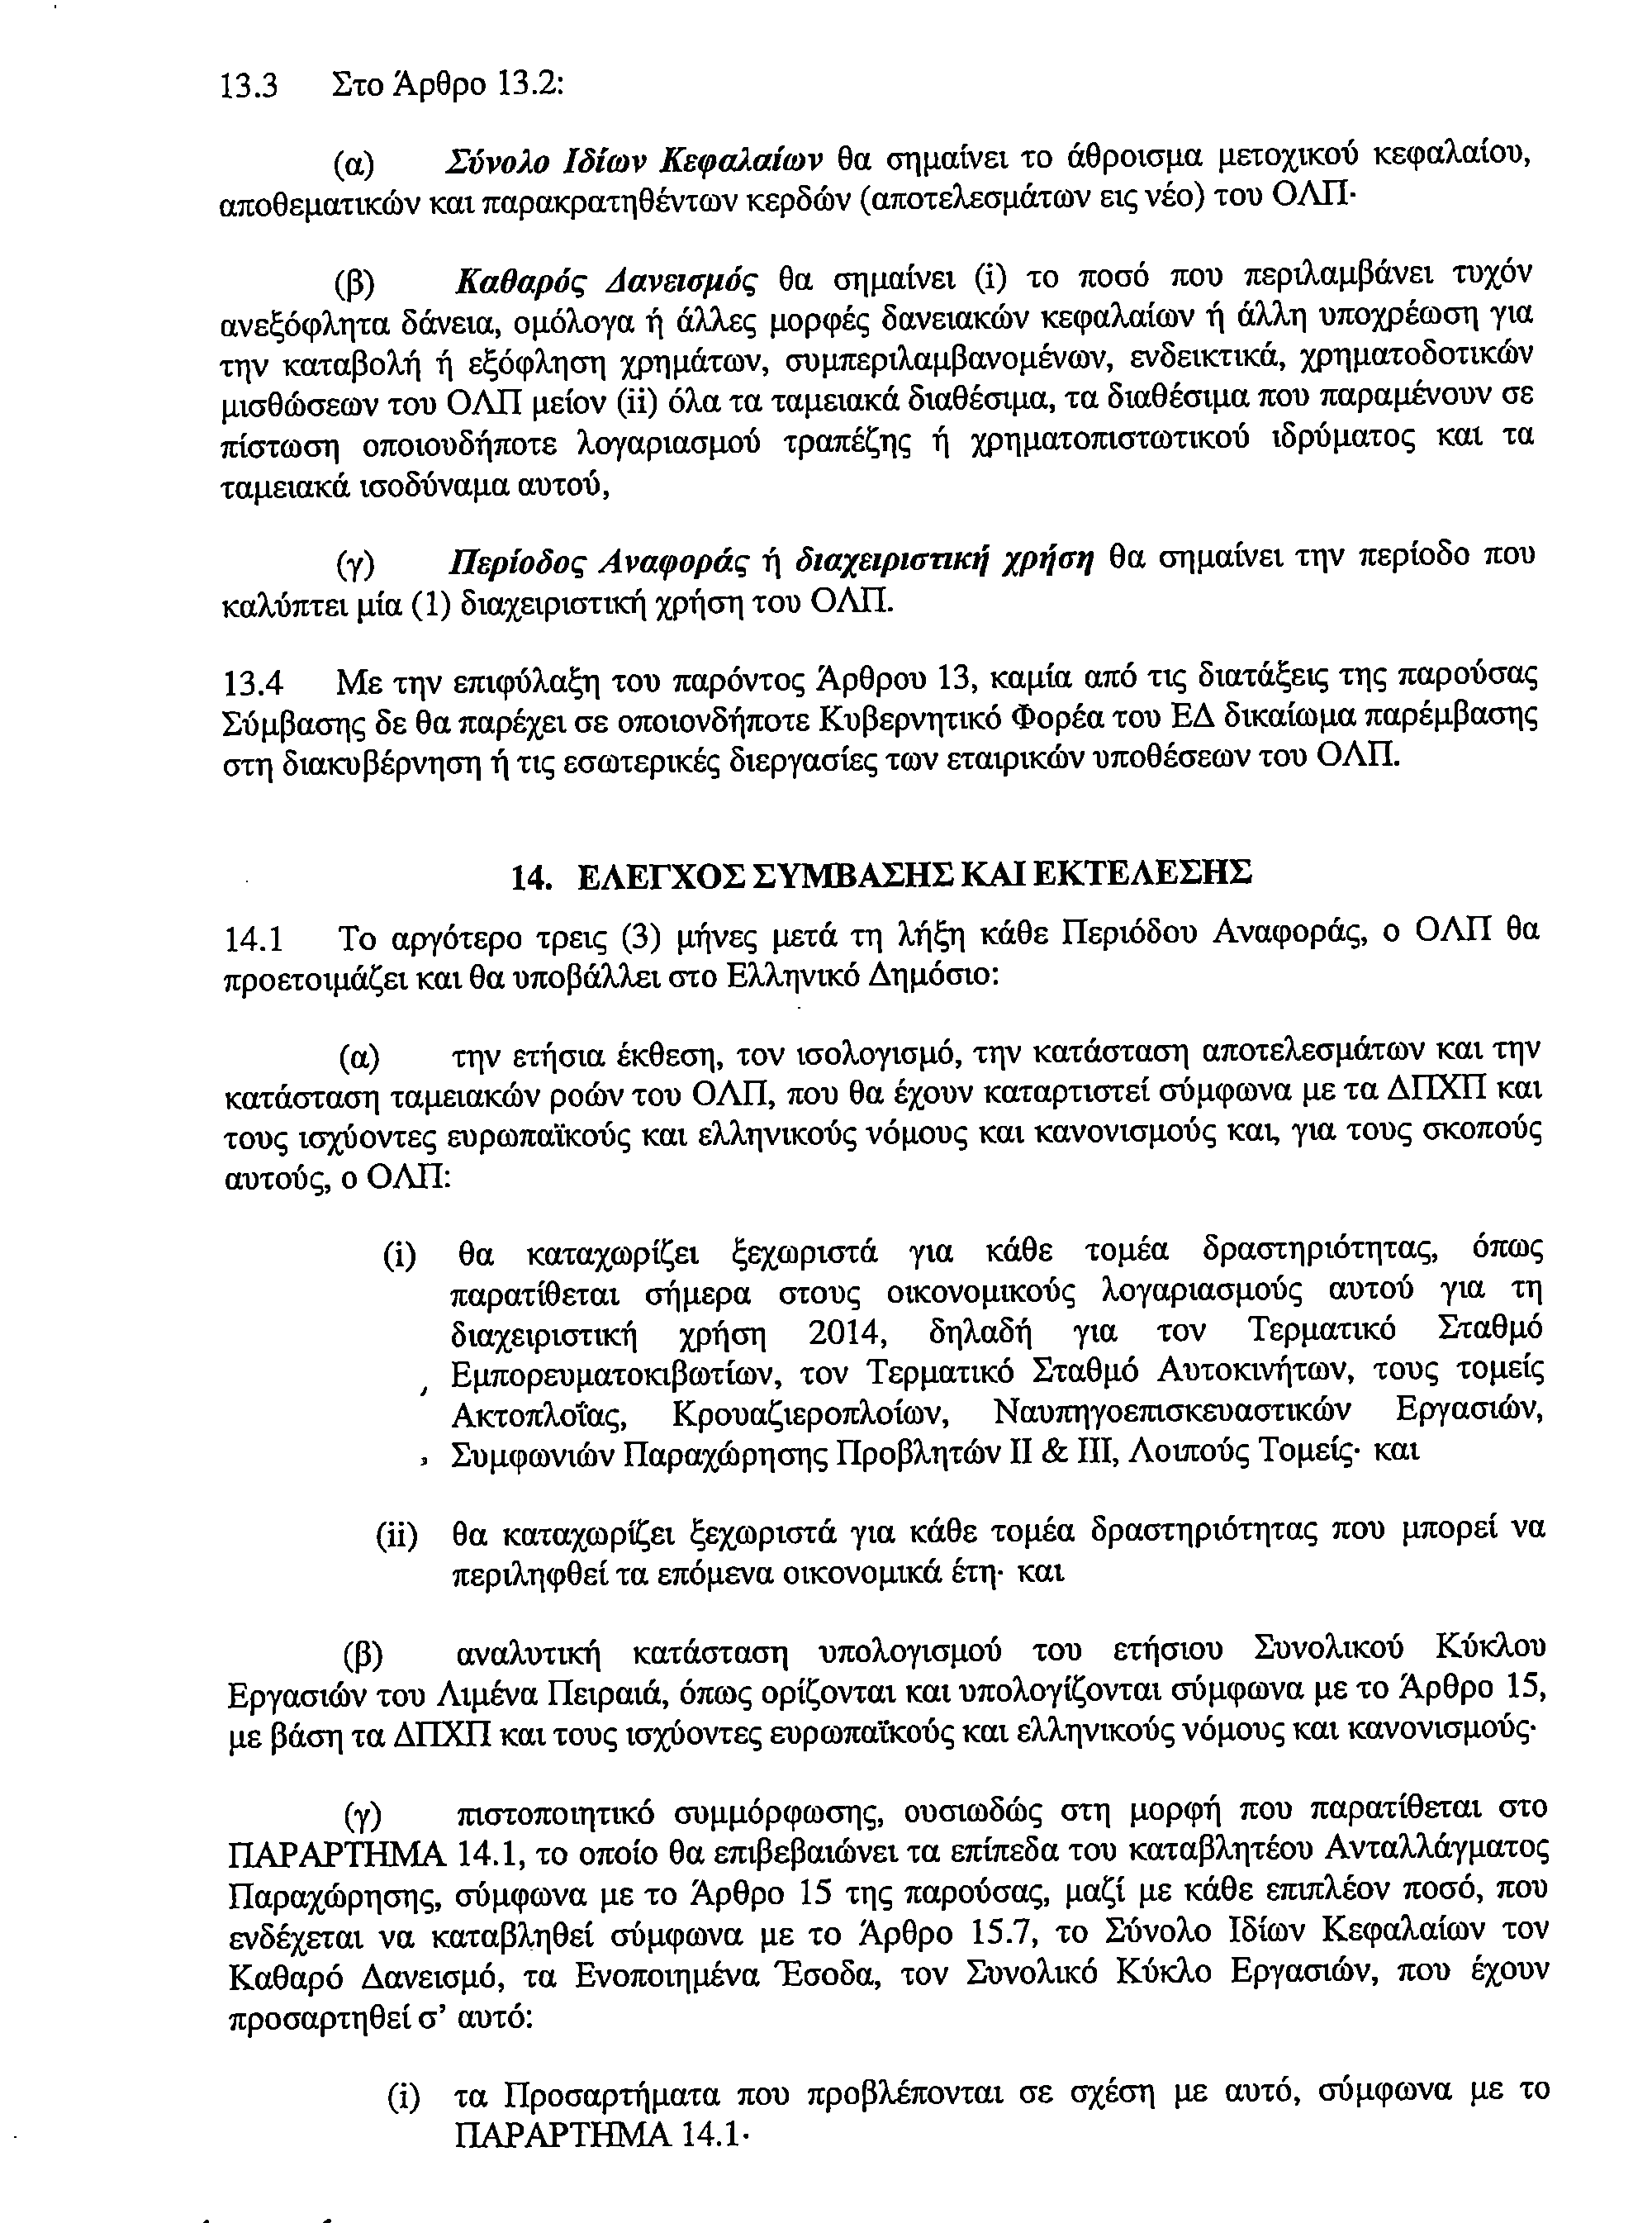 13.3 Στο Άρθρο 13.2:
(α) Σύνολο Ιδίων Κεφαλαίων θα σημαίνει το άθροισμα μετοχικού κεφαλαίου,
αποθεματικών και παρακρατηθέντων κερδών (αποτελεσμάτων εις νέο) του ΟΛΠ·
(β) Καθαρός Δανεισμός θα σημαίνει (i) το ποσό που περιλαμβάνει τυχόν
ανεξόφλητα δάνεια, ομόλογα ή άλλες μορφές δανειακών κεφαλαίων ή άλλη υποχρέωση για
την καταβολή ή εξόφληση χρημάτων, συμπεριλαμβανομένων, ενδεικτικά, χρηματοδοτικών
μισθώσεων του ΟΛΠ μείον (ii) όλα τα ταμειακά διαθέσιμα, τα διαθέσιμα που παραμένουν σε
πίστωση οποιουδήποτε λογαριασμού τραπέζης ή χρηματοπιστωτικού ιδρύματος και τα
ταμειακά ισοδύναμα αυτού,
(γ) Περίοδος Αναφοράς ή διαχειριστική χρήση θα σημαίνει την περίοδο που
καλύπτει μία (1) διαχειριστική χρήση του ΟΛΠ.
13.4 Με την επιφύλαξη του παρόντος Άρθρου 13, καμία από τις διατάξεις της παρούσας
Σύμβασης δε θα παρέχει σε οποιονδήποτε Κυβερνητικό Φορέα του ΕΔ δικαίωμα παρέμβασης
στη διακυβέρνηση ή τις εσωτερικές διεργασίες των εταιρικών υποθέσεων του ΟΛΠ.
14. ΕΛΕΓΧΟΣ ΣΥΜΒΑΣΗΣ ΚΑΙ ΕΚΤΕΛΕΣΗΣ
14.1 Το αργότερο τρεις (3) μήνες μετά τη λήξη κάθε Περιόδου Αναφοράς, ο ΟΛΠ θα
προετοιμάζει και θα υποβάλλει στο Ελληνικό Δημόσιο:
(α) την ετήσια έκθεση, τον ισολογισμό, την κατάσταση αποτελεσμάτων και την
κατάσταση ταμειακών ροών του ΟΛΠ, που θα έχουν καταρτιστεί σύμφωνα με τα ΔΠΧΠ και
τους ισχύοντες ευρωπαϊκούς και ελληνικούς νόμους και κανονισμούς και, για τους σκοπούς
αυτούς, ο ΟΛΠ:
(i) θα καταχωρίζει ξεχωριστά για κάθε τομέα δραστηριότητας, όπως
παρατίθεται σήμερα στους οικονομικούς λογαριασμούς αυτού για τη
διαχειριστική χρήση 2014, δηλαδή για τον Τερματικό Σταθμό
Εμπορευματοκιβωτίων, τον Τερματικό Σταθμό Αυτοκινήτων, τους τομείς
Ακτοπλοΐας, Κρουαζιεροπλοίων, Ναυπηγοεπισκευαστικών Εργασιών,
Συμφωνιών Παραχώρησης Προβλητών ΙΙ & ΙΙΙ, Λοιπούς Τομείς· και
(ii) θα καταχωρίζει ξεχωριστά για κάθε τομέα δραστηριότητας που μπορεί να
περιληφθεί τα επόμενα οικονομικά έτη· και
(β) αναλυτική κατάσταση υπολογισμού του ετήσιου Συνολικού Κύκλου
Εργασιών του Λιμένα Πειραιά, όπως ορίζονται και υπολογίζονται σύμφωνα με το Άρθρο 15,
με βάση τα ΔΠΧΠ και τους ισχύοντες ευρωπαϊκούς και ελληνικούς νόμους και κανονισμούς·
(γ) πιστοποιητικό συμμόρφωσης, ουσιωδώς στη μορφή που παρατίθεται στο
ΠΑΡΑΡΤΗΜΑ 14.1, το οποίο θα επιβεβαιώνει τα επίπεδα του καταβλητέου Ανταλλάγματος
Παραχώρησης, σύμφωνα με το Άρθρο 15 της παρούσας, μαζί με κάθε επιπλέον ποσό, που
ενδέχεται να καταβληθεί σύμφωνα με το Άρθρο 15.7, το Σύνολο Ιδίων Κεφαλαίων τον
Καθαρό Δανεισμό, τα Ενοποιημένα Έσοδα, τον Συνολικό Κύκλο Εργασιών, που έχουν
προσαρτηθεί σ’ αυτό:
(i) τα Προσαρτήματα που προβλέπονται σε σχέση με αυτό, σύμφωνα με το
ΠΑΡΑΡΤΗΜΑ 14.1·